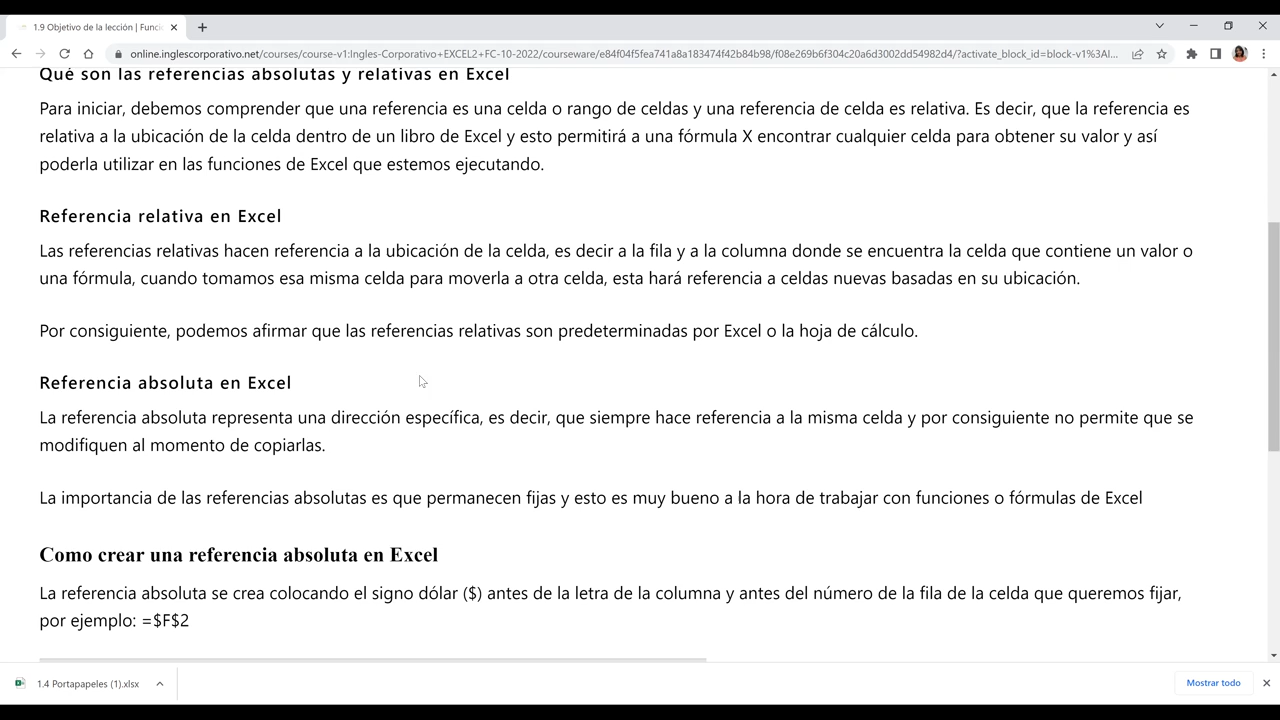 1.9 Objetivo de la lección | Funci
online.inglescorporativo.net/courses/course-v1:Ingles-Corporativo+EXCEL2+FC-10-2022/courseware/e84f04f5fea741a8a183474f42b84b98/f08e269b6f304c20a6d3002dd54982d4/?activate_block_id=block-v1%3AI...
Qué son las referencias absolutas y relativas en Excel
Para iniciar, debemos comprender que una referencia es una celda o rango de celdas y una referencia de celda es relativa. Es decir, que la referencia es
relativa a la ubicación de la celda dentro de un libro de Excel y esto permitirá a una fórmula X encontrar cualquier celda para obtener su valor y así
poderla utilizar en las funciones de Excel que estemos ejecutando.
Referencia relativa en Excel
Las referencias relativas hacen referencia a la ubicación de la celda, es decir a la fila y a la columna donde se encuentra la celda que contiene un valor o
una fórmula, cuando tomamos esa misma celda para moverla a otra celda, esta hará referencia a celdas nuevas basadas en su ubicación.
Por consiguiente, podemos afirmar que las referencias relativas son predeterminadas por Excel o la hoja de cálculo.
Referencia absoluta en Excel
La referencia absoluta representa una dirección específica, es decir, que siempre hace referencia a la misma celda y por consiguiente no permite que se
modifiquen al momento de copiarlas.
La importancia de las referencias absolutas es que permanecen fijas y esto es muy bueno a la hora de trabajar con funciones o fórmulas de Excel
Como crear una referencia absoluta en Excel
La referencia absoluta se crea colocando el signo dólar ($) antes de la letra de la columna y antes del número de la fila de la celda que queremos fijar,
por ejemplo: =$F$2
1.4 Portapapeles (1).xlsx
Mostrar todo